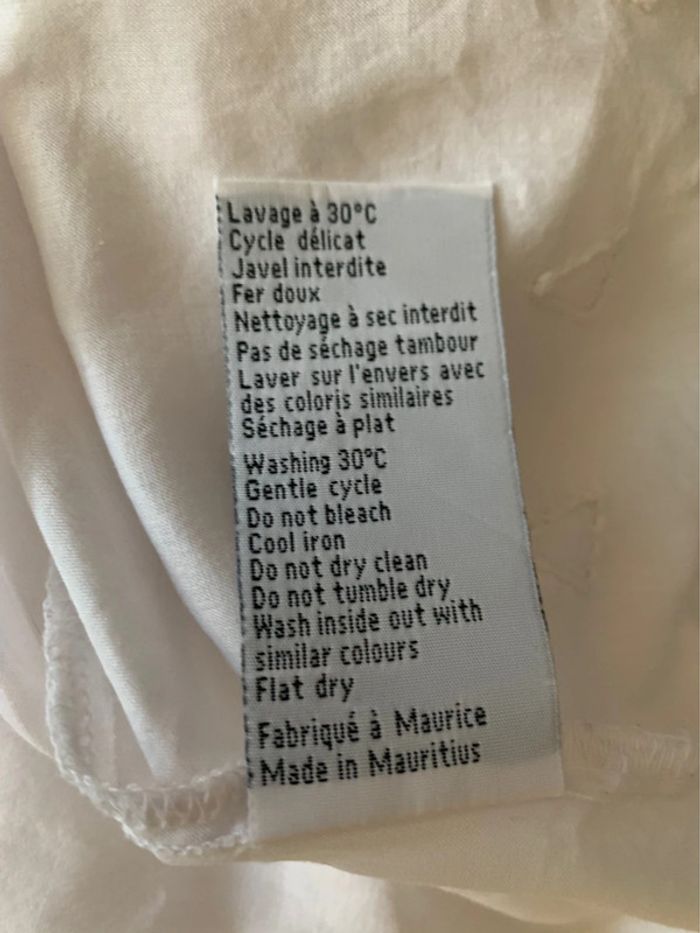 Lavage à 30°C
Cycle délicat
Javel interdite
Fer doux
Nettoyage à sec interdit
Pas de séchage tambour
Laver sur l'envers avec
des coloris similaires
Séchage à plat
Washing 30°C
Gentle cycle
Do not bleach
Cool iron
Do not dry clean
Do not tumble dry
Wash inside out with
similar colours
Flat dry
Fabriqué à Maurice
Made in Mauritius